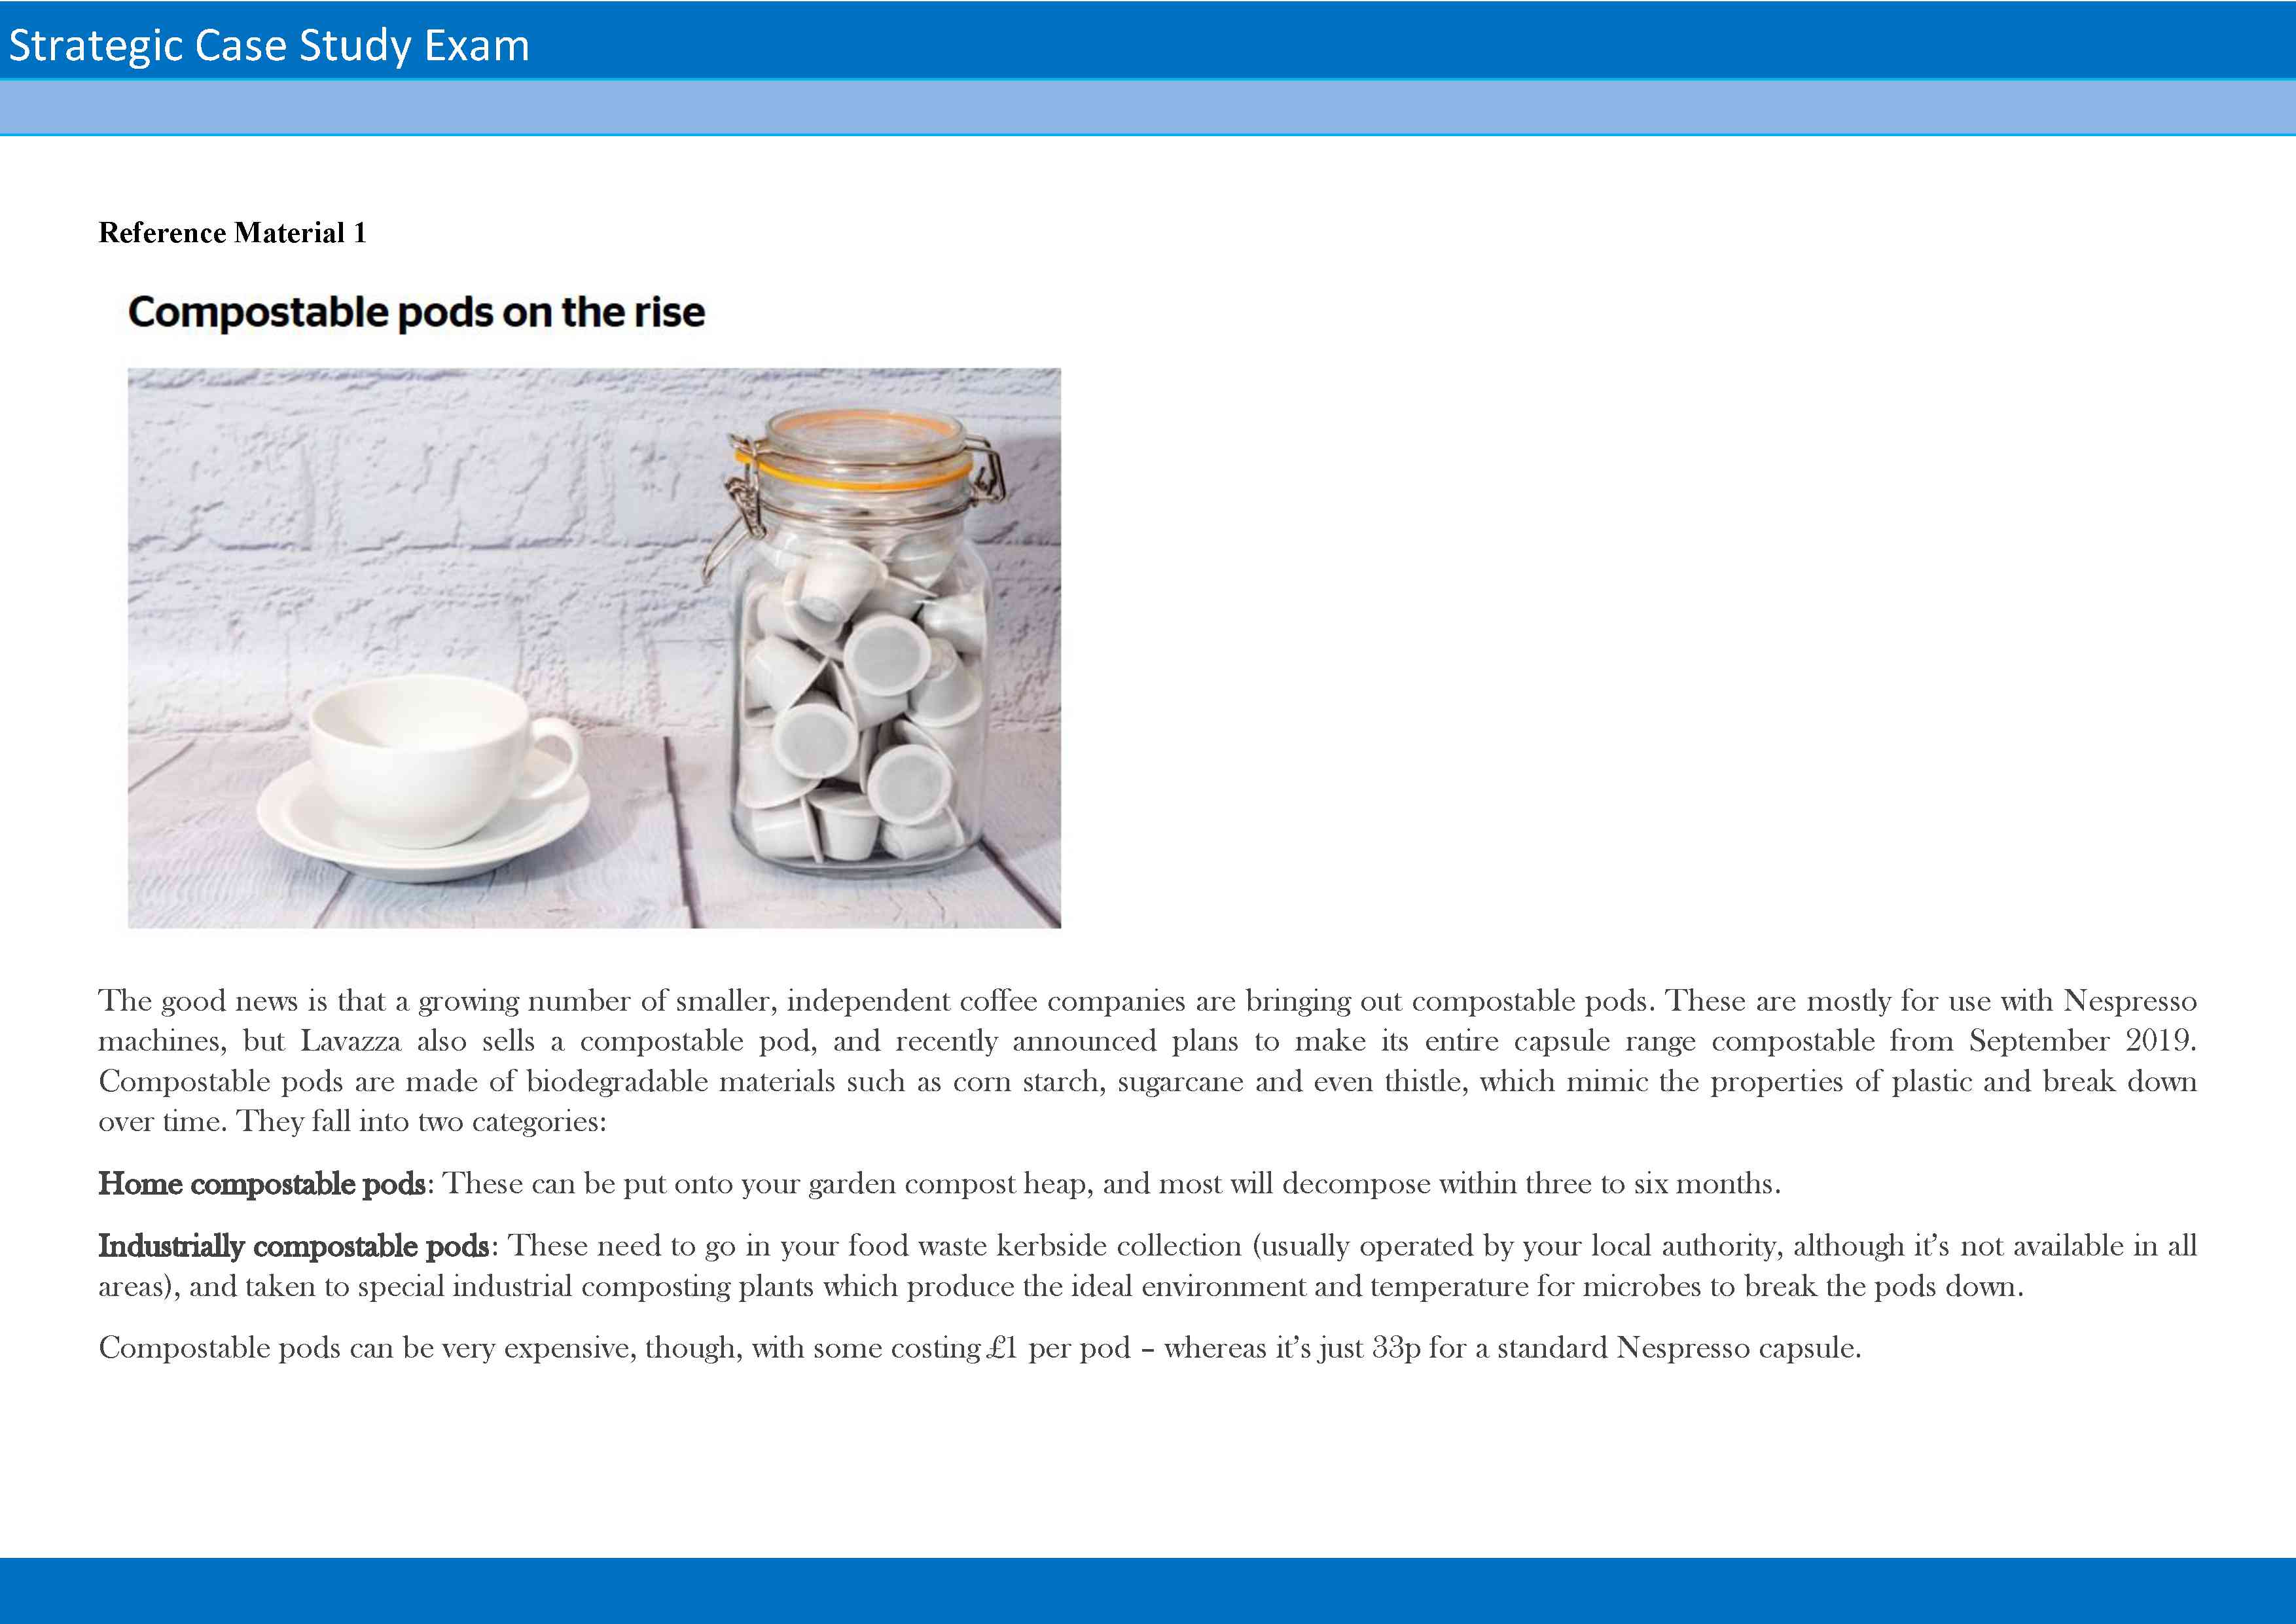 Strategic Case Study Exam
Reference Material 1
Compostable pods on the rise
The good news is that a growing number of smaller, independent coffee companies are bringing out compostable pods. These are mostly for use with Nespresso
machines, but Lavazza also sells a compostable pod, and recently announced plans to make its entire capsule range compostable from September 2019.
Compostable pods are made of biodegradable materials such as corn starch, sugarcane and even thistle, which mimic the properties of plastic and break down
over time. They fall into two categories:
Home compostable pods: These can be put onto your garden compost heap, and most will decompose within three to six months.
Industrially compostable pods: These need to go in your food waste kerbside collection (usually operated by your local authority, although it’s not available in all
areas), and taken to special industrial composting plants which produce the ideal environment and temperature for microbes to break the pods down.
Compostable pods can be very expensive, though, with some costing £1 per pod – whereas it’s just 33p for a standard Nespresso capsule.